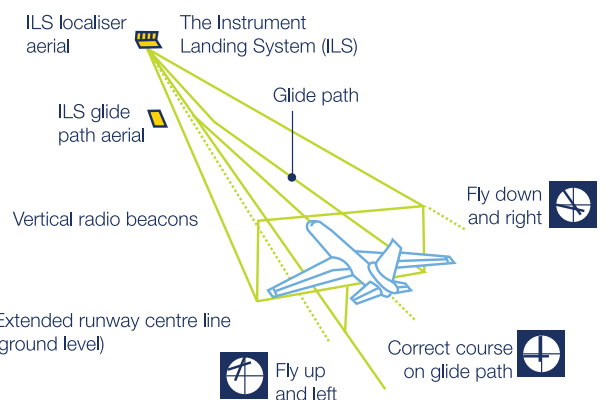 ILS localiser
aerial
The Instrument
Landing System (ILS)
Glide path
ILS glide
path aerial
Fly down
and right
Vertical radio beacons
Extended runway centre line
ground level)
Correct course
on glide path
Fly up
and left